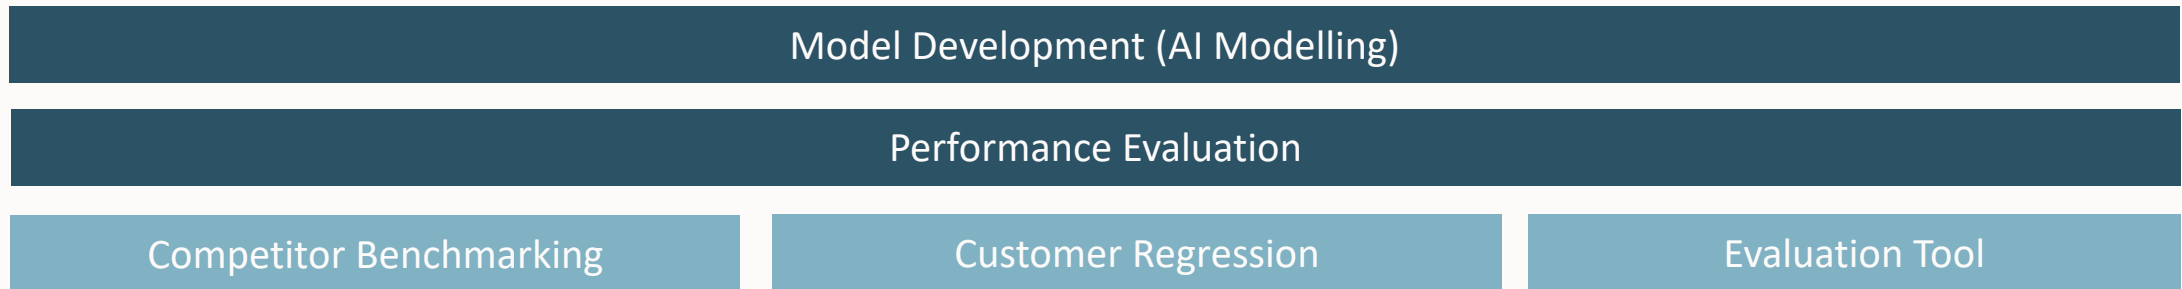 Model Development (AI Modelling)
Performance Evaluation
Competitor Benchmarking
Customer Regression
Evaluation Tool